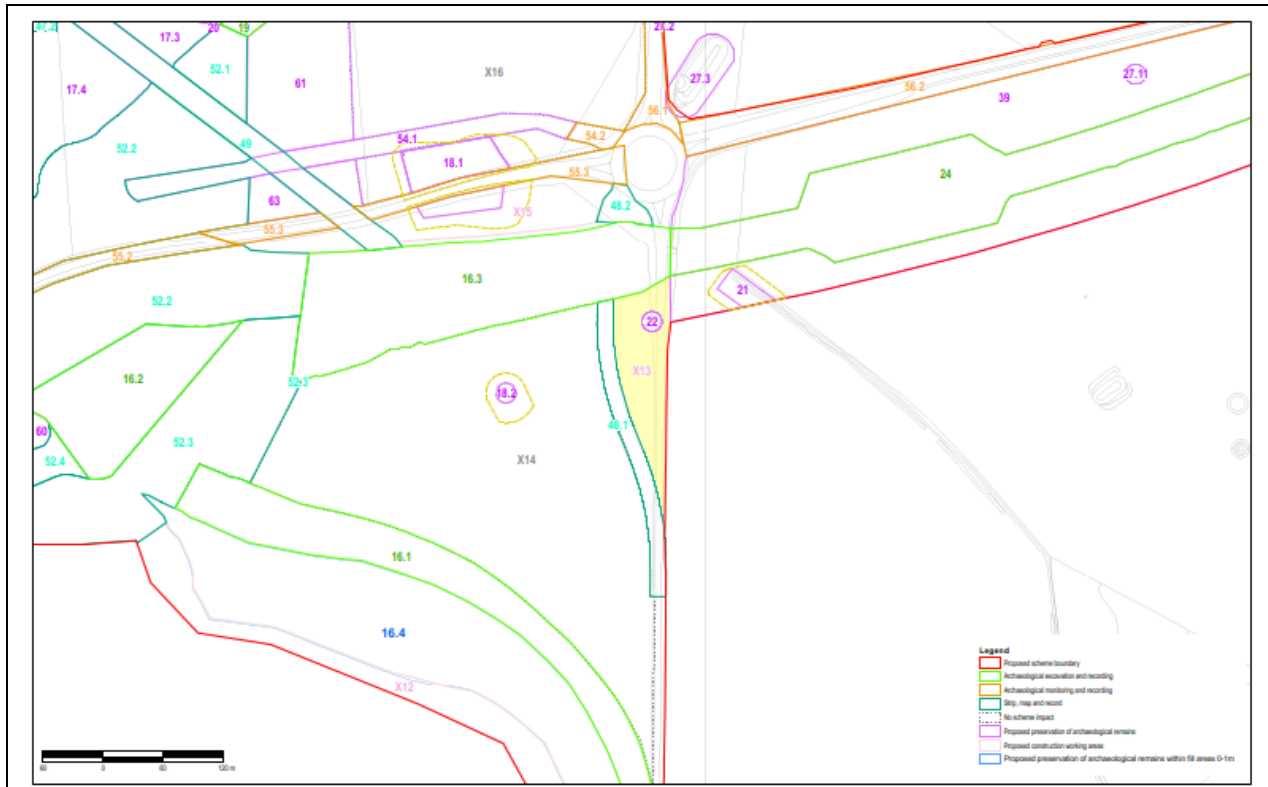 47.2
17.3
20
19
21.2
52.1
61
X16
27.3
27.11
17.4
56.2
39
56.1
49
54.1
54.2
52.2
18.1
24
55.3
63
48.2
X15
55.3
55.2
16.3
21
52.2
22
16.2
52.3
X13
18.2
48.1
60
52.3
52.4
X14
16.1
16.4
X12
Legend
Proposed scheme boundary
Archaeological excavation and recording
Archaeological monitoring and recording
Strip, map and record
No scheme impact
Proposed preservation of archaeological remains
Proposed construction working areas
Proposed preservation of archaeological remains within fill areas 0-1m
60 0 60 120 m